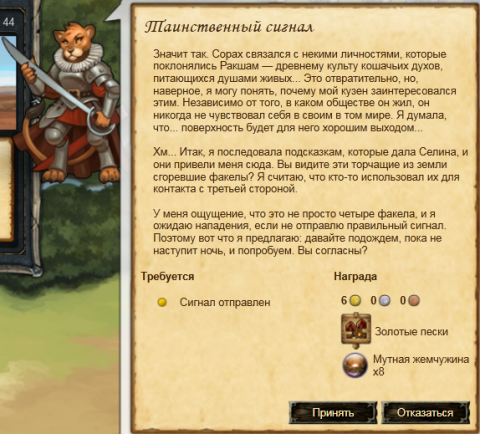 44
Таинственный сигнал
Значит так. Сорах связался с некими личностями, которые
поклонялись Ракшам — древнему культу кошачьих духов,
питающихся душами живых... Это отвратительно, но,
наверное, я могу понять, почему мой кузен заинтересовался
этим. Независимо от того, в каком обществе он жил, он
никогда не чувствовал себя в своим в том мире. Я думала,
что... поверхность будет для него хорошим выходом...
Хм... Итак, я последовала подсказкам, которые дала Селина, и
они привели меня сюда. Вы видите эти торчащие из земли
сгоревшие факелы? Я считаю, что кто-то использовал их для
контакта с третьей стороной.
У меня ощущение, что это не просто четыре факела, и я
ожидаю нападения, если не отправлю правильный сигнал.
Поэтому вот что я предлагаю: давайте подождем, пока не
наступит ночь, и попробуем. Вы согласны?
Требуется
Сигнал отправлен
Награда
6 0 0
Золотые пески
Мутная жемчужина
x8
Принять Отказаться